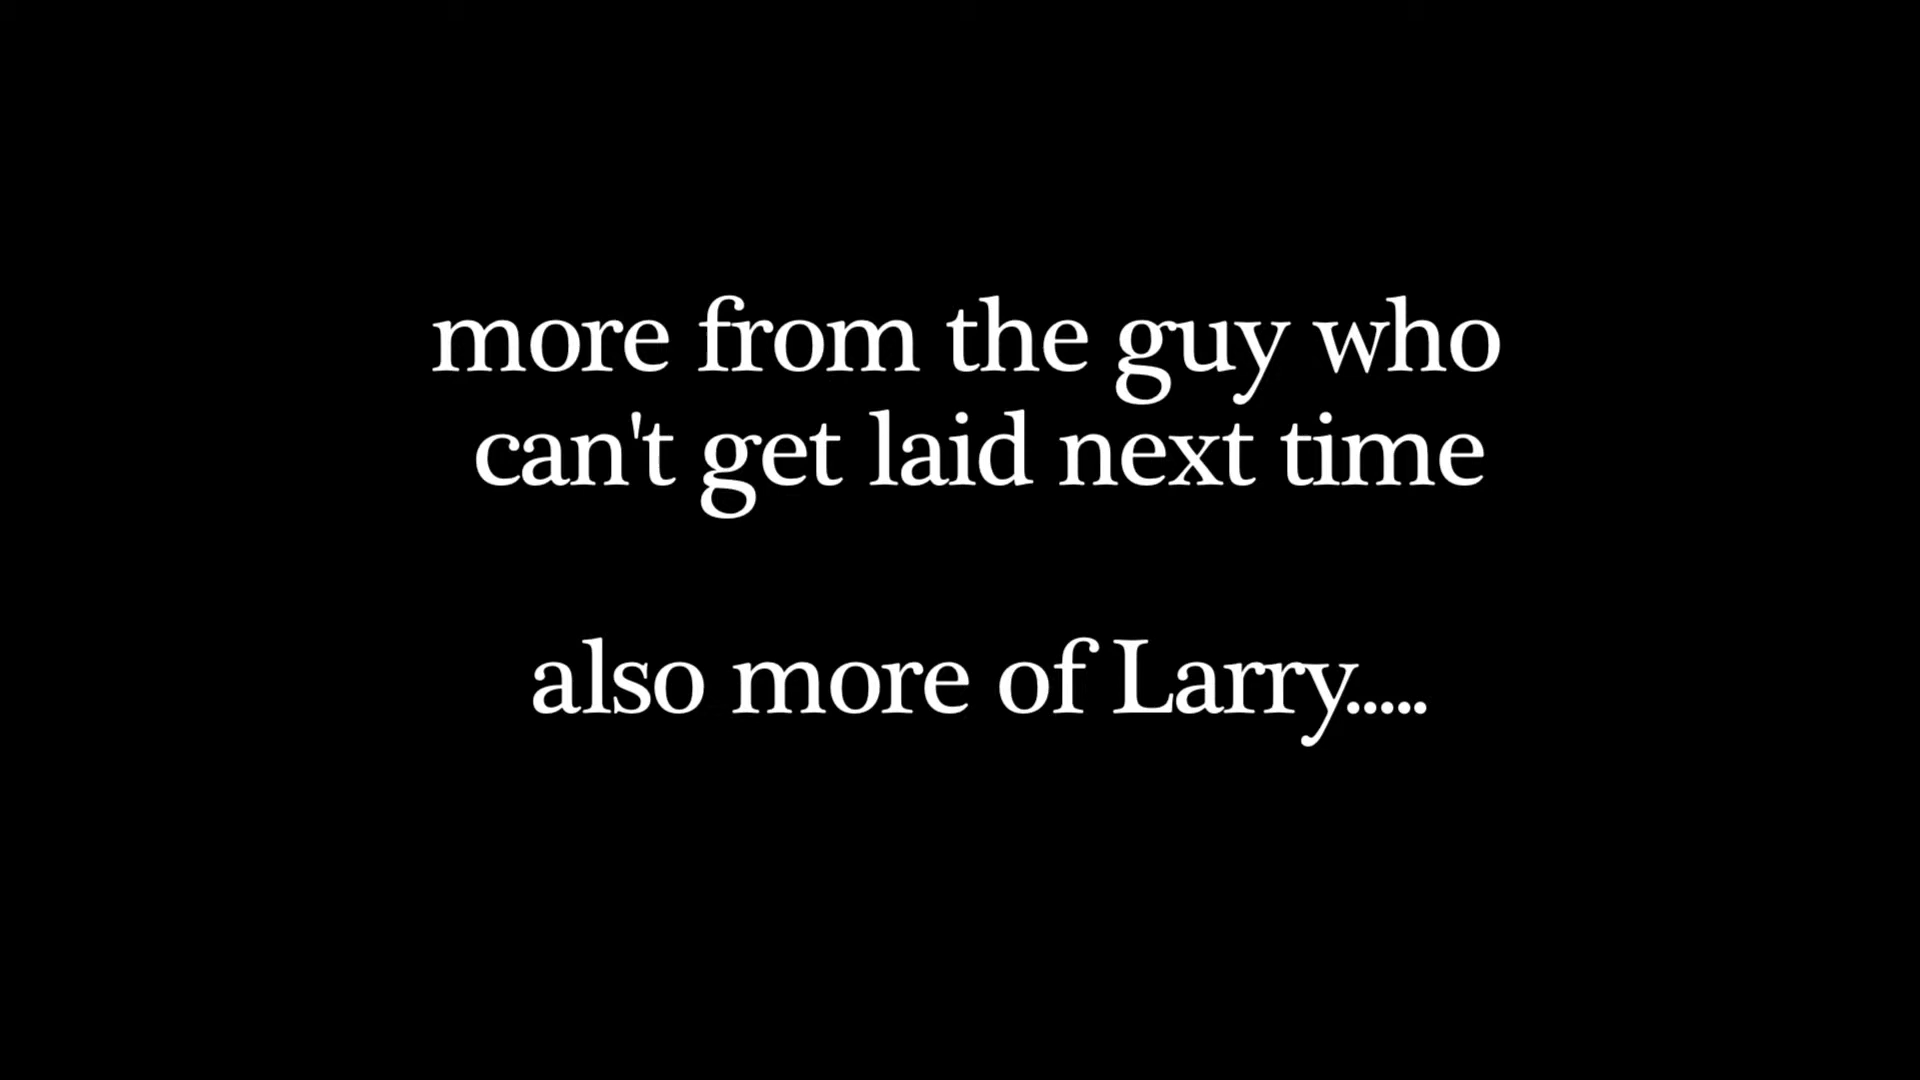 more from the guy who
can't get laid next time
also more of Larry.....